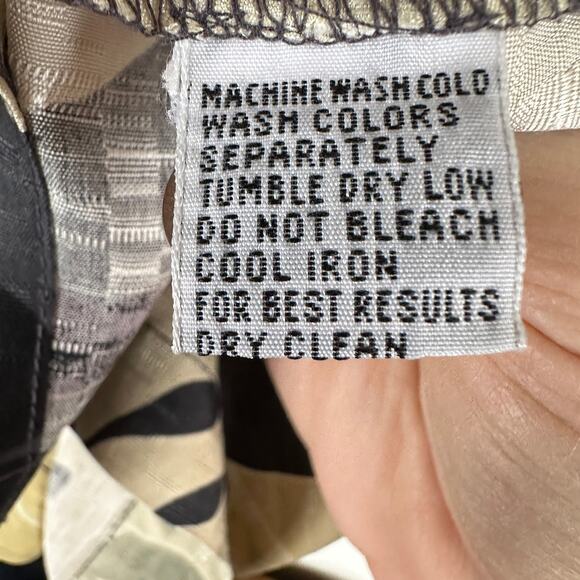 MACHINE WASH COLD
WASH COLORS
SEPARATELY
TUMBLE DRY LOW
DO NOT BLEACH
COOL IRON
FOR BEST RESULTS
DRY CLEAN